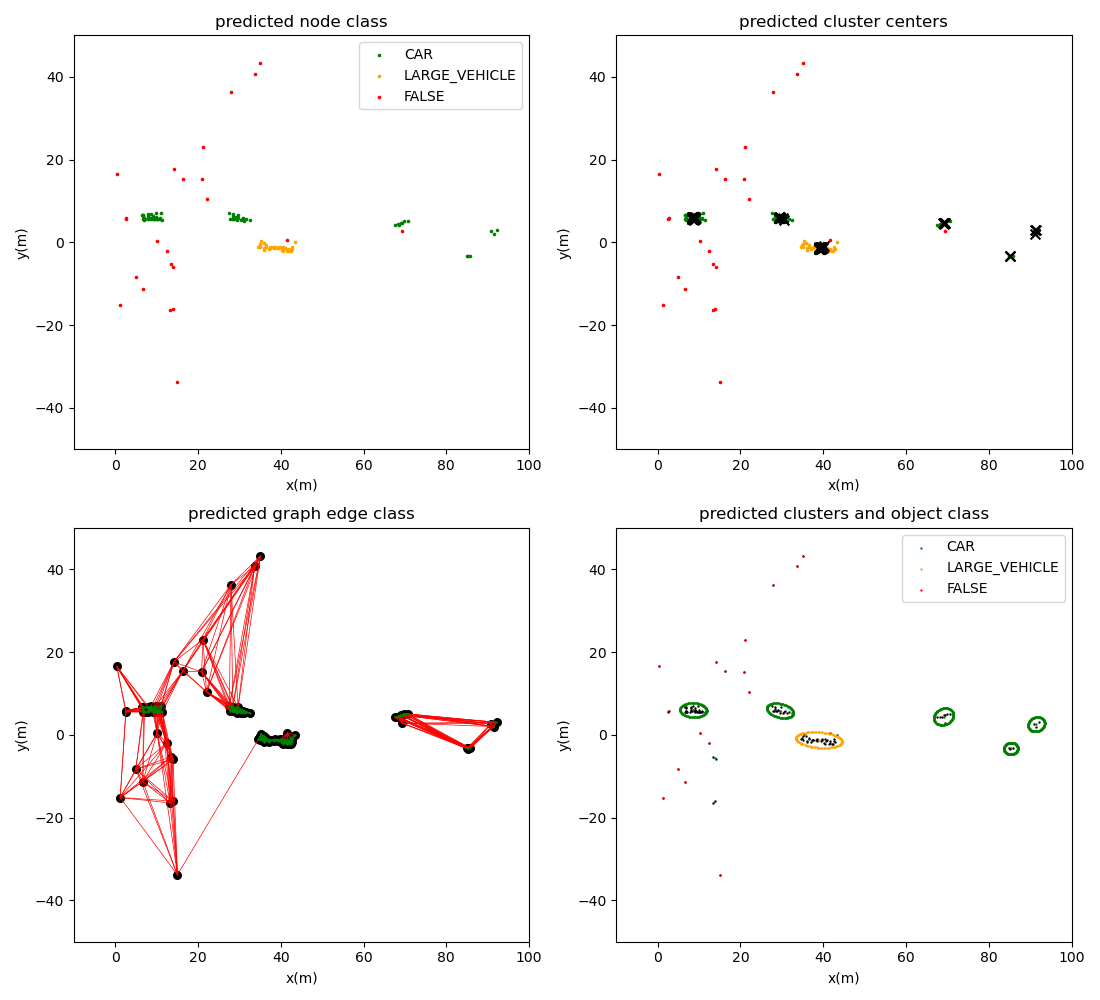 predicted node class
CAR
LARGE_VEHICLE
FALSE
40
20
0
−20
−40
y(m)
0 20 40 60 80 100
x(m)
predicted cluster centers
40
20
0
−20
−40
y(m)
0 20 40 60 80 100
x(m)
predicted graph edge class
40
20
0
−20
−40
y(m)
0 20 40 60 80 100
x(m)
predicted clusters and object class
CAR
LARGE_VEHICLE
FALSE
40
20
0
−20
−40
y(m)
0 20 40 60 80 100
x(m)